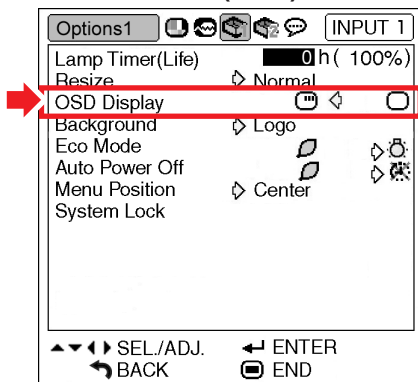 Options1 INPUT 1
Lamp Timer(Life) 0 h( 100%)
Resize Normal
OSD Display
Background Logo
Eco Mode
Auto Power Off
Menu Position Center
System Lock
SEL./ADJ. ENTER
BACK END